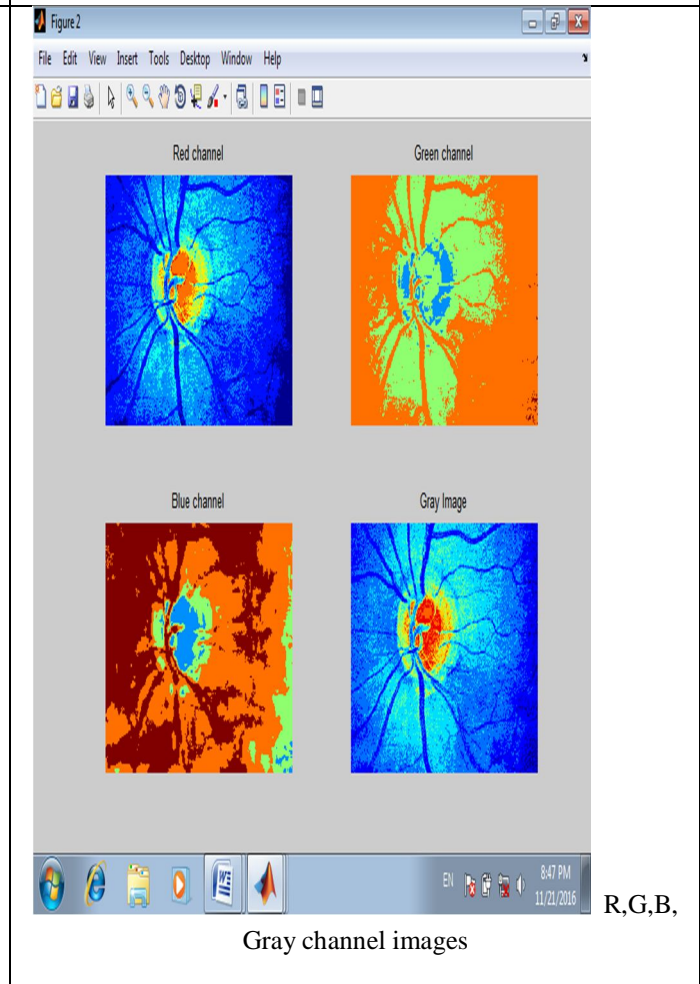 Figure 2
File Edit View Insert Tools Desktop Window Help
Red channel Green channel
Blue channel Gray Image
EN 8:47 PM
11/21/2016
R,G,B,
Gray channel images